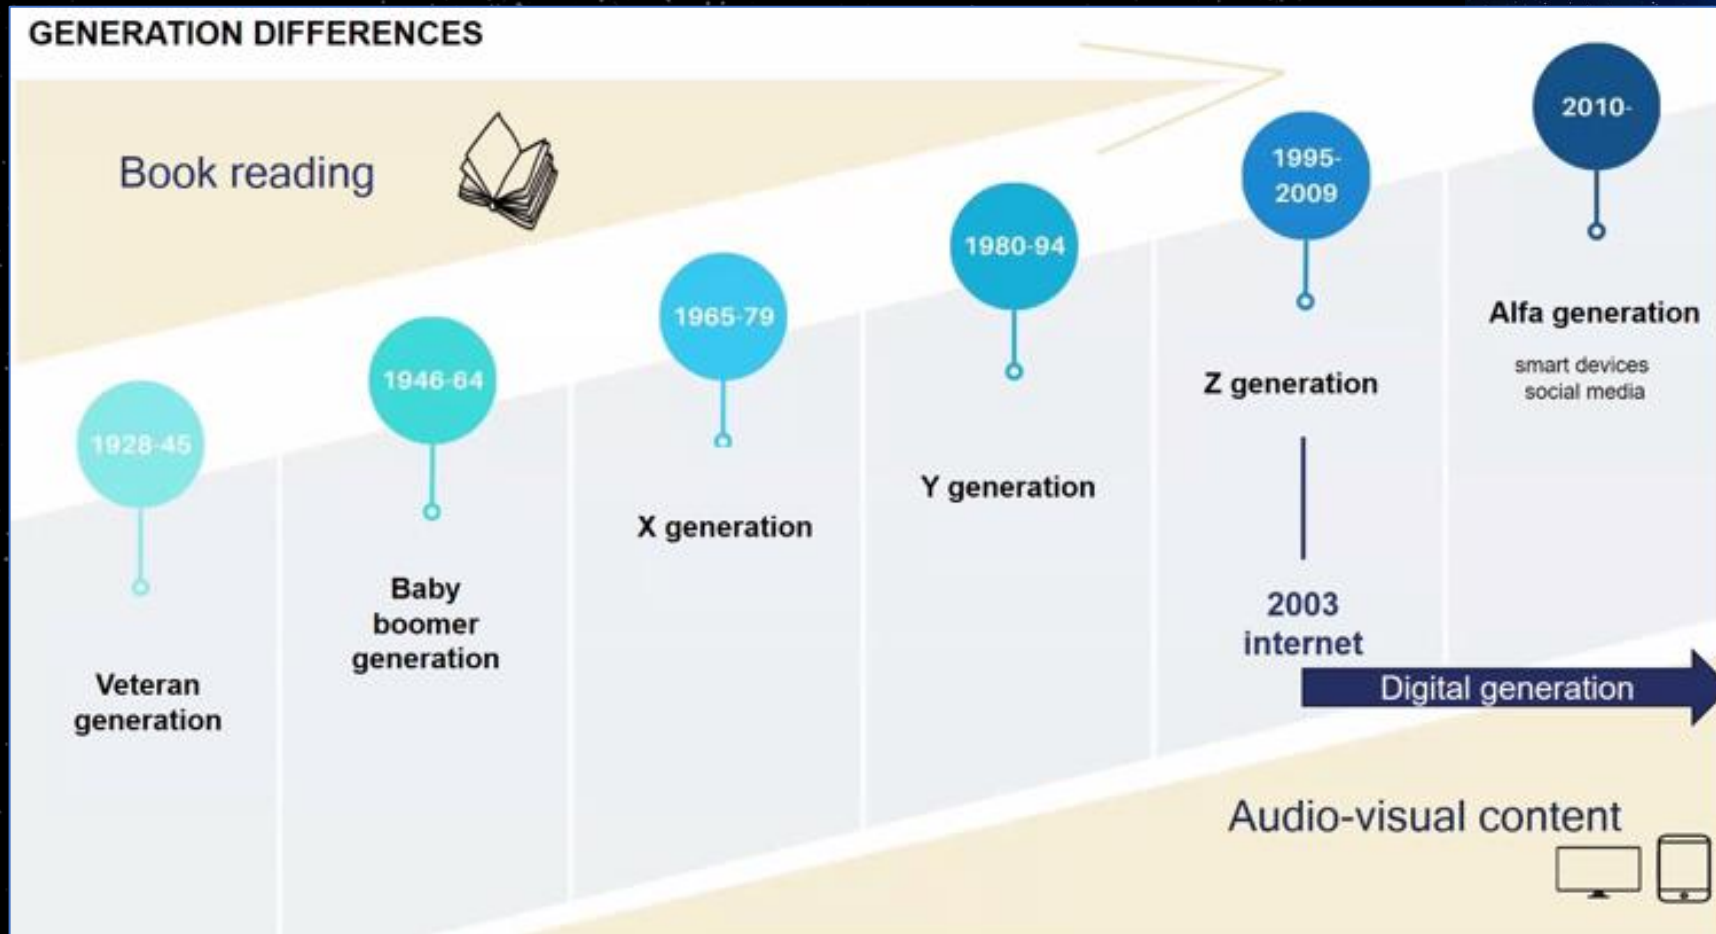 GENERATION DIFFERENCES
Book reading
1928-45
Veteran
generation
1946-64
Baby
boomer
generation
1965-79
X generation
1980-94
Y generation
1995-
2009
Z generation
2003
internet
2010-
Alfa generation
smart devices
social media
Digital generation
Audio-visual content